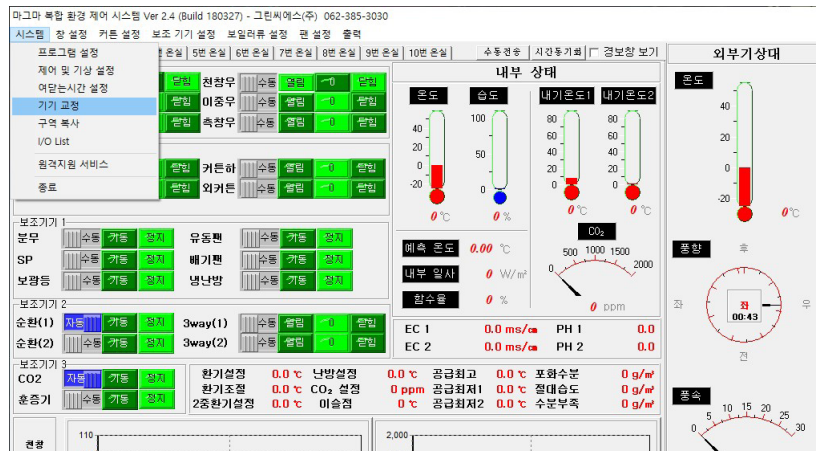 마그마 복합 환경 제어 시스템 Ver 2.4 (Build 180327) - 그린씨에스(주) 062-385-3030
시스템 장 설정 커튼 설정 보조 기기 설정 보일러류 설정 팬 설정 출력
프로그램 설정
제어 및 기상 설정
여닫는시간 설정
기기 교정
구역 복사
I/O List
원격지원 서비스
종료
온실 5번 온실 6번 온실 7번 온실 8번 온실 9번 온실 10번 온실 수동전송 시간동기화 경보창 보기
닫힘 천창우 수동 열림 0 닫힘
닫힘 이중우 수동 열림 0 닫힘
닫힘 측창우 수동 열림 0 닫힘
닫힘 커튼하 수동 열림 0 닫힘
닫힘 외커튼 수동 열림 0 닫힘
보조기기 1
분무 수동 가동 정지 유동팬 수동 가동 정지
SP 수동 가동 정지 배기팬 수동 가동 정지
보광등 수동 가동 정지 냉난방 수동 가동 정지
보조기기 2
순환(1) 자동 가동 정지 3way(1) 수동 열림 0 닫힘
순환(2) 수동 가동 정지 3way(2) 수동 열림 0 닫힘
보조기기 3
CO2 자동 가동 정지
훈증기 수동 가동 정지
내부 상태
온도 습도 내기온도1 내기온도2
40 20 0 -20
100 50 0
80 60 40 20 0
80 60 40 20 0
0 ℃ 0 % 0 ℃ 0 ℃
예측 온도 0.00 ℃
내부 일사 0 W/m²
함수율 0 %
CO₂
0 500 1000 1500 2000
0 ppm
EC 1 0.0 ms/㎝ PH 1 0.0
EC 2 0.0 ms/㎝ PH 2 0.0
환기설정 0.0 ℃ 난방설정 0.0 ℃ 공급최고 0.0 ℃ 포화수분 0 g/㎥
환기조절 0.0 ℃ CO₂ 설정 0 ppm 공급최저1 0.0 ℃ 절대습도 0 g/㎥
2중환기설정 0.0 ℃ 이슬점 0 ℃ 공급최저2 0.0 ℃ 수분부족 0 g/㎥
천창
110
2,000
외부기상대
온도
40
20
0
-20
0℃
풍향
후
좌 좌 우
00:43
전
풍속
0 5 10 15 20 25 30